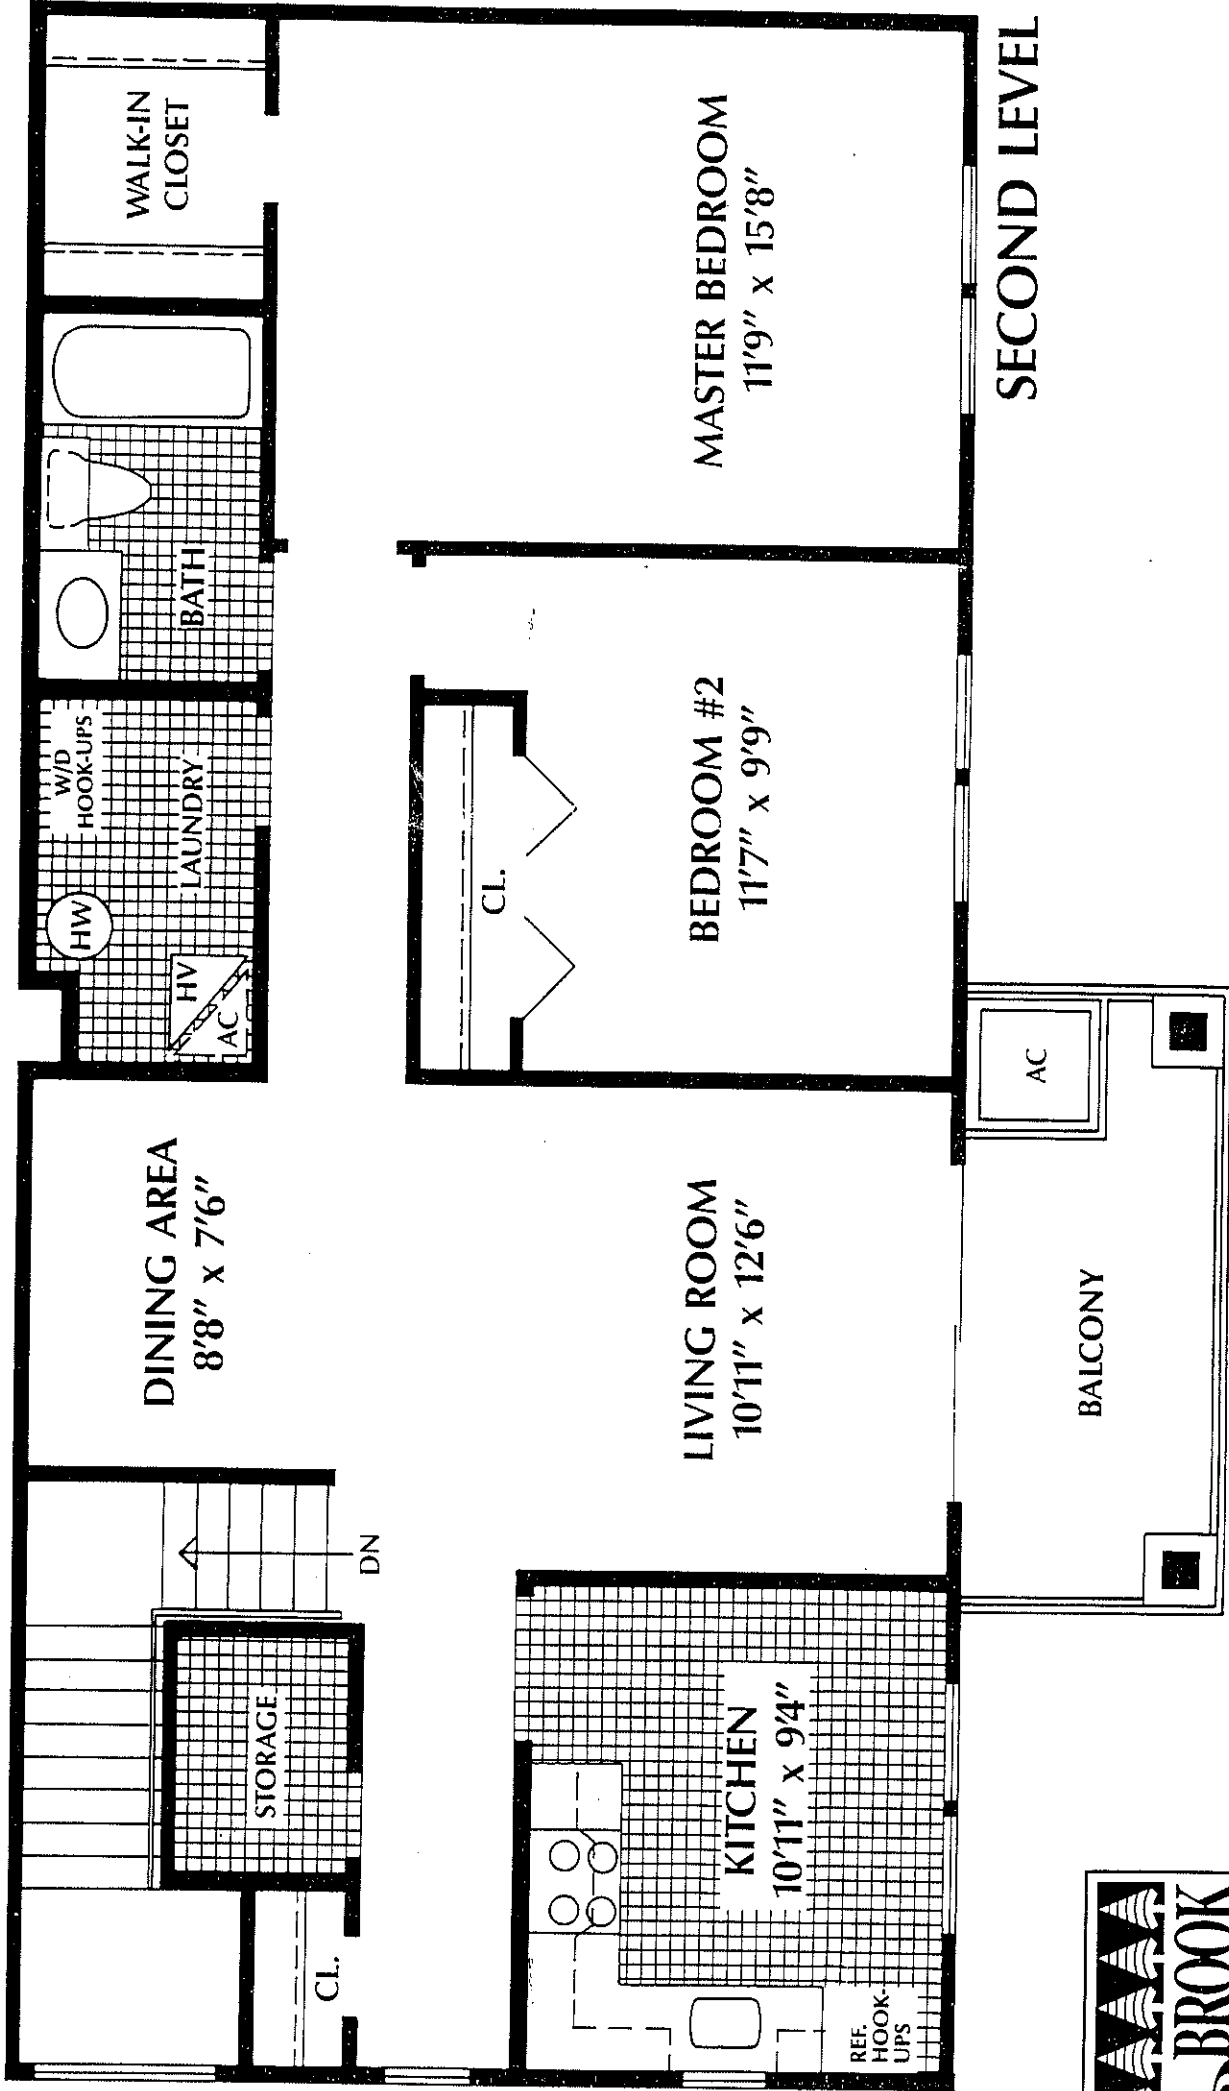 WALK-IN
CLOSET
BATH
W/D
HOOK-UPS
LAUNDRY
HW
HV
AC
MASTER BEDROOM
11'9" x 15'8"
BEDROOM #2
11'7" x 9'9"
CL.
DINING AREA
8'8" x 7'6"
LIVING ROOM
10'11" x 12'6"
DN
STORAGE
CL.
KITCHEN
10'11" x 9'4"
REF.
HOOK-
UPS
AC
BALCONY
SECOND LEVEL
BROOK